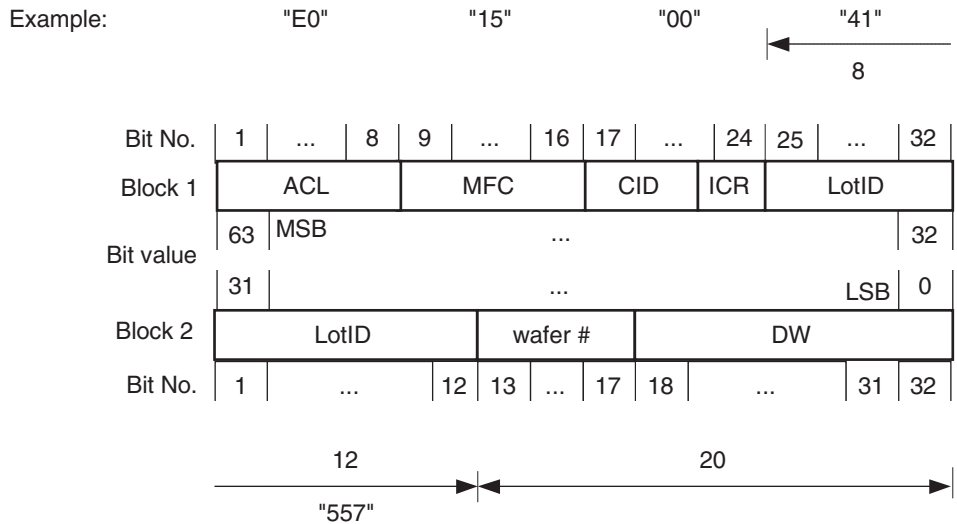 Example: "E0" "15" "00" "41"
8
Bit No. 1 ... 8 9 ... 16 17 ... 24 25 ... 32
Block 1 ACL MFC CID ICR LotID
63 MSB ... 32
Bit value
31 ... LSB 0
Block 2 LotID wafer # DW
Bit No. 1 ... 12 13 ... 17 18 ... 31 32
12 20
"557"